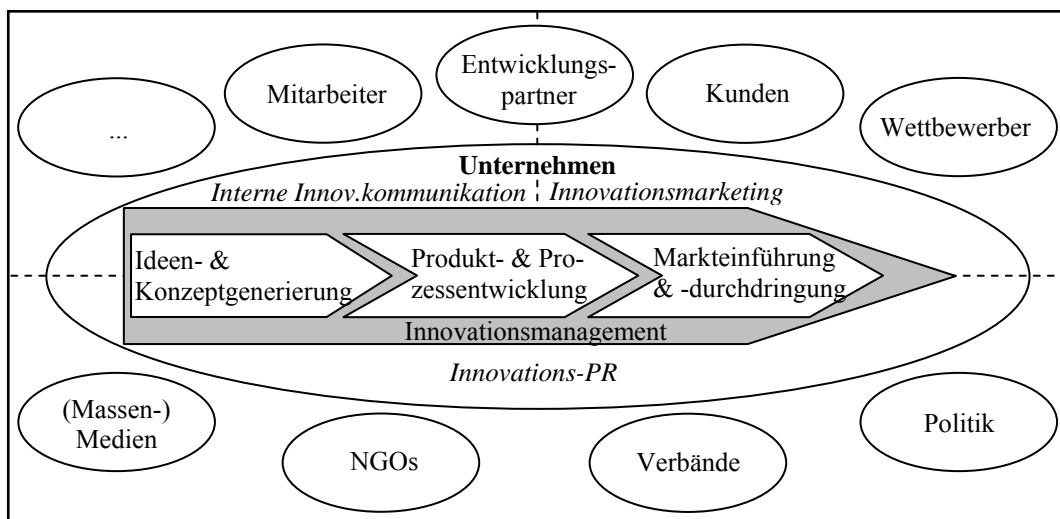 Entwicklungs-
partner
Mitarbeiter
Kunden
...
Wettbewerber
Unternehmen
Interne Innov.kommunikation
Innovationsmarketing
Ideen- &
Konzeptgenerierung
Produkt- & Pro-
zessentwicklung
Markteinführung
& -durchdringung
Innovationsmanagement
Innovations-PR
(Massen-)
Medien
NGOs
Verbände
Politik